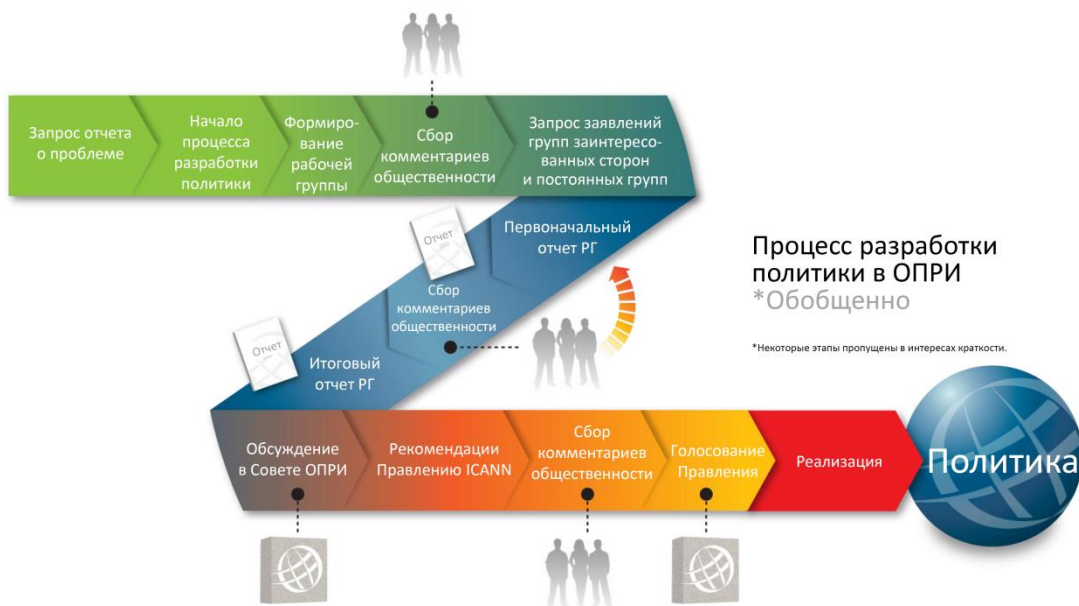 Запрос отчета
о проблеме
Начало
процесса
разработки
политики
Формиро-
вание
рабочей
группы
Сбор
комментариев
общественности
Запрос заявлений
групп заинтересо-
ванных сторон
и постоянных групп
Первоначальный
отчет РГ
Отчет
Сбор
комментариев
общественности
Отчет
Итоговый
отчет РГ
Процесс разработки
политики в ОПРИ
*Обобщенно
*Некоторые этапы пропущены в интересах краткости.
Обсуждение
в Совете ОПРИ
Рекомендации
Правлению ICANN
Сбор
комментариев
общественности
Голосование
Правления
Реализация
Политика